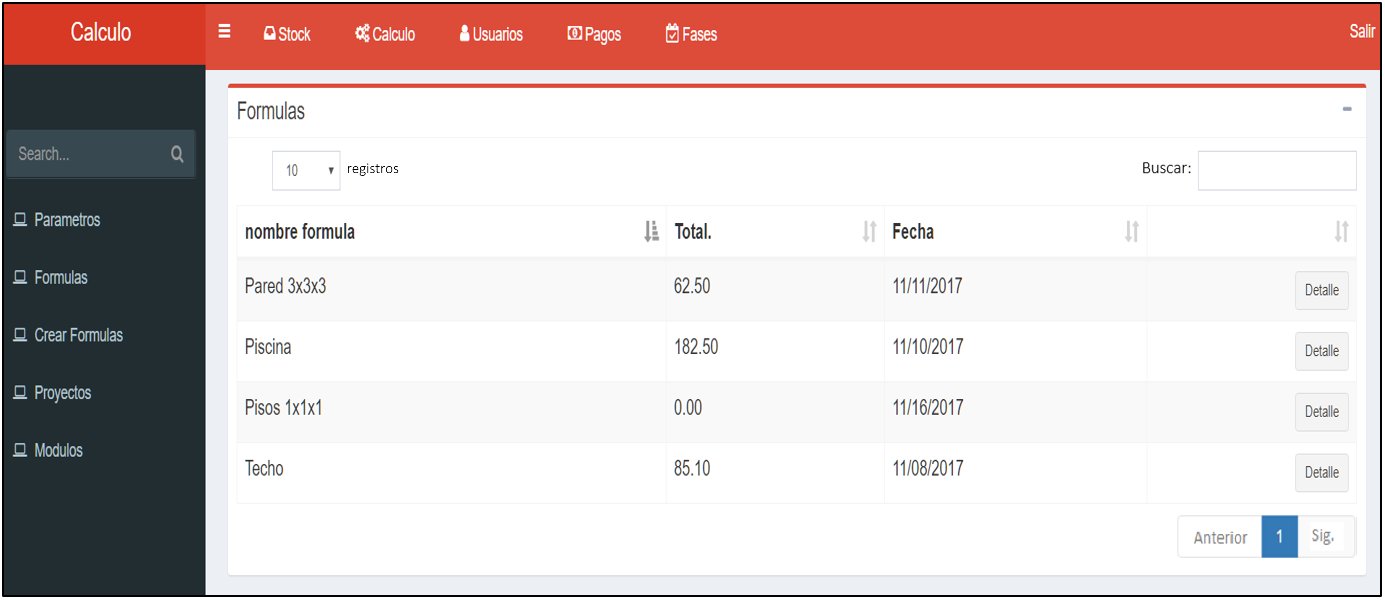 Calculo
Stock Calculo Usuarios Pagos Fases Salir
Search...
Parametros
Formulas
Crear Formulas
Proyectos
Modulos
Formulas
10 registros Buscar:
nombre formula Total. Fecha
Pared 3x3x3 62.50 11/11/2017 Detalle
Piscina 182.50 11/10/2017 Detalle
Pisos 1x1x1 0.00 11/16/2017 Detalle
Techo 85.10 11/08/2017 Detalle
Anterior 1 Sig.